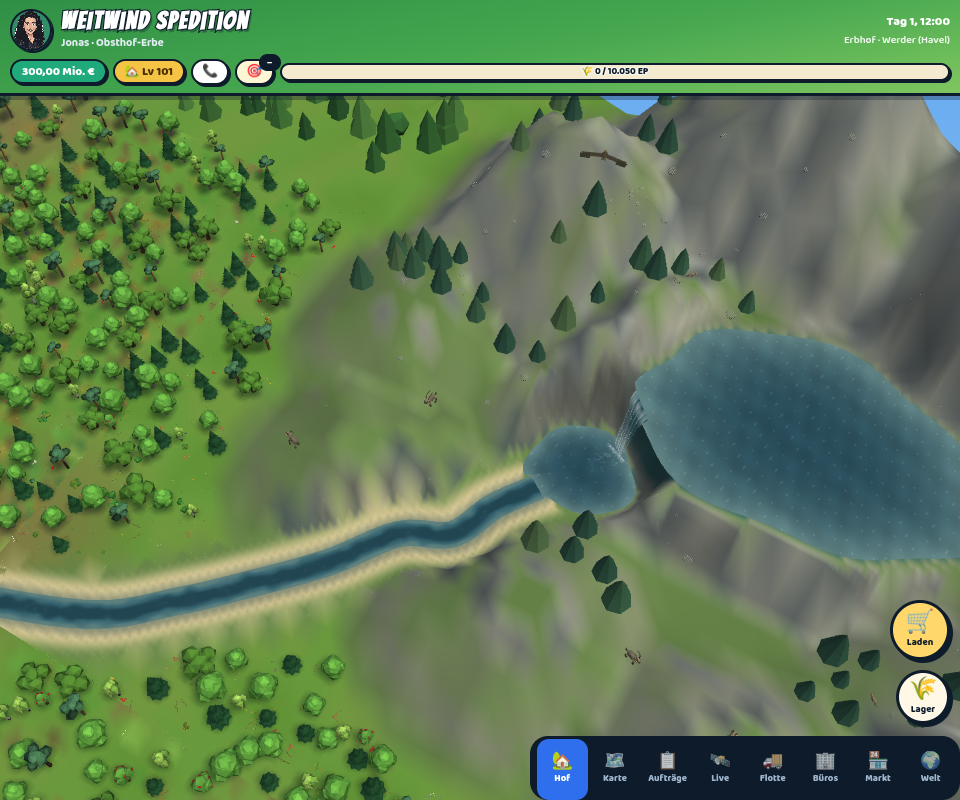 WEITWIND SPEDITION
Jonas · Obsthof-Erbe
Tag 1, 12:00
Erbhof · Werder (Havel)
300,00 Mio. €
Lv 101
–
0 / 10.050 EP
Laden
Lager
Hof
Karte
Aufträge
Live
Flotte
Büros
Markt
Welt